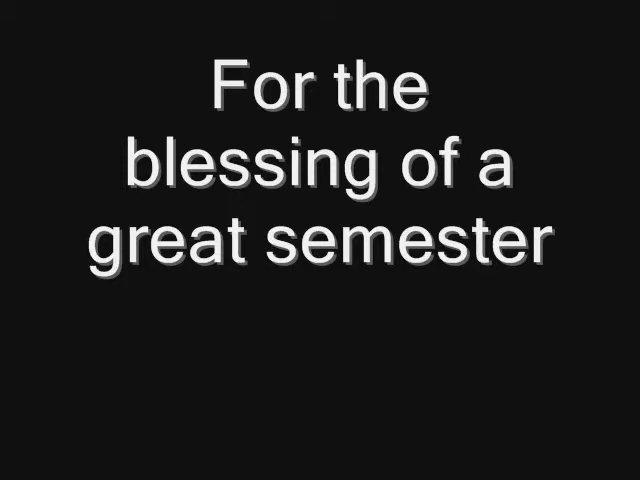 For the
blessing of a
great semester